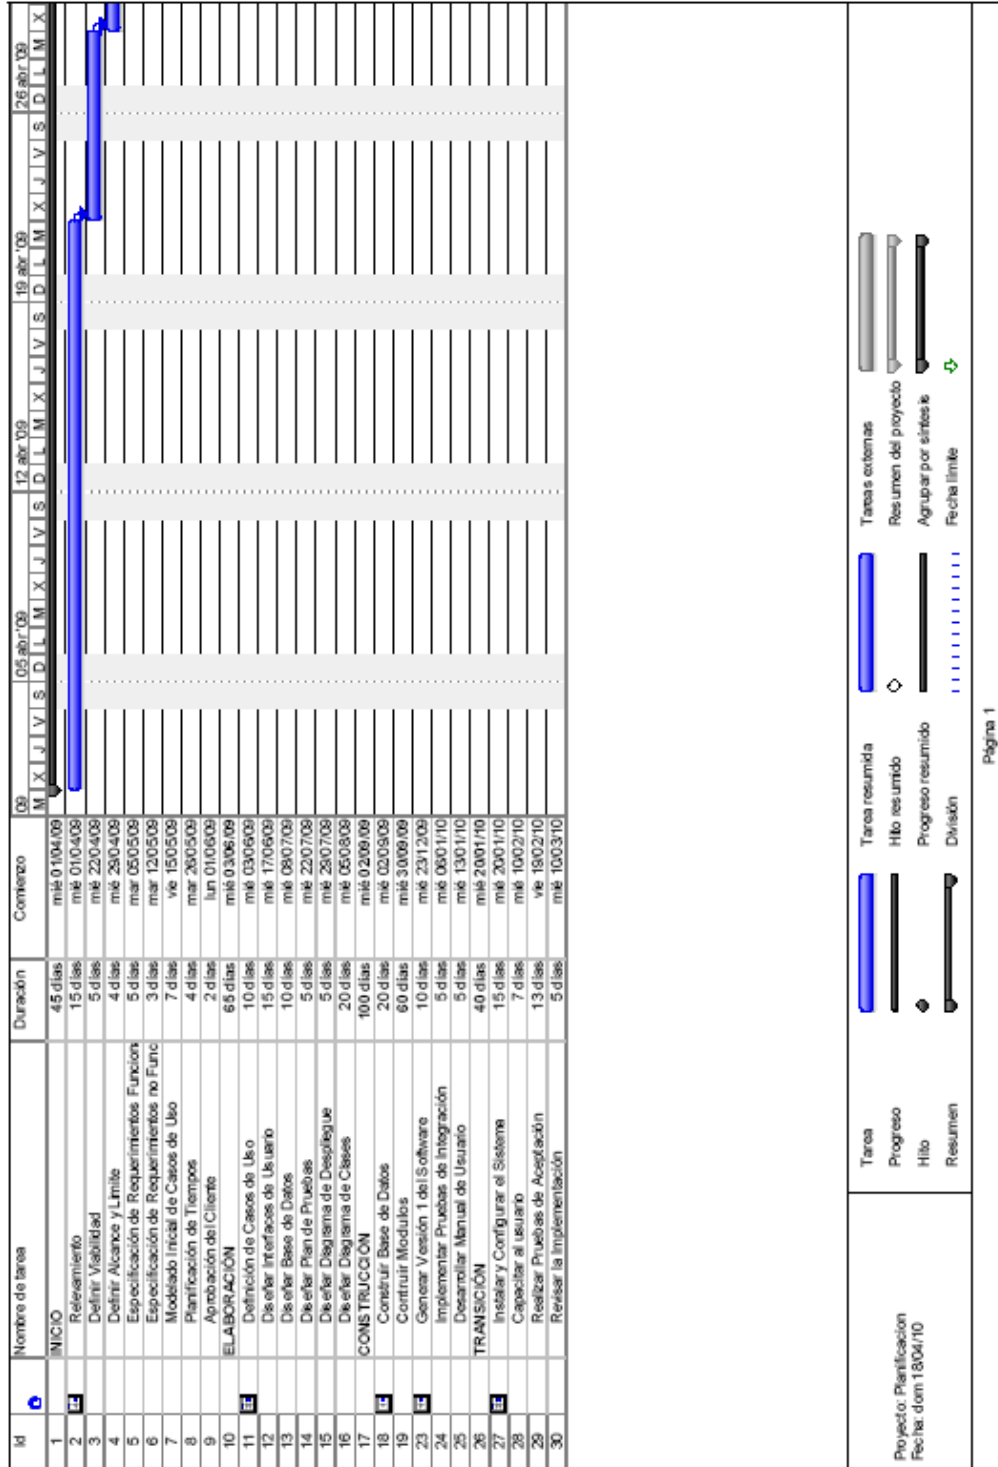 Id Nombre de tarea Duración Comienzo 09 05 abr '09 12 abr '09 19 abr '09 26 abr '09
M X J V S D L M X J V S D L M X J V S D L M X J V S D L M X
1 INICIO 45 días mié 01/04/09
2 Relevamiento 15 días mié 01/04/09
3 Definir Viabilidad 5 días mié 22/04/09
4 Definir Alcance y Limite 4 días mié 29/04/09
5 Especificación de Requerimientos Funcion 5 días mar 05/05/09
6 Especificación de Requerimientos no Func 3 días mar 12/05/09
7 Modelado Inicial de Casos de Uso 7 días vie 15/05/09
8 Planificación de Tiempos 4 días mar 26/05/09
9 Aprobación del Cliente 2 días lun 01/06/09
10 ELABORACIÓN 65 días mié 03/06/09
11 Definición de Casos de Uso 10 días mié 03/06/09
12 Diseñar Interfaces de Usuario 15 días mié 17/06/09
13 Diseñar Base de Datos 10 días mié 08/07/09
14 Diseñar Plan de Pruebas 5 días mié 22/07/09
15 Diseñar Diagrama de Despliegue 5 días mié 29/07/09
16 Diseñar Diagrama de Clases 20 días mié 05/08/09
17 CONSTRUCCIÓN 100 días mié 02/09/09
18 Construir Base de Datos 20 días mié 02/09/09
19 Contruir Modulos 60 días mié 30/09/09
23 Generar Versión 1 del Software 10 días mié 23/12/09
24 Implementar Pruebas de Integración 5 días mié 06/01/10
25 Desarrollar Manual de Usuario 5 días mié 13/01/10
26 TRANSICIÓN 40 días mié 20/01/10
27 Instalar y Configurar el Sistema 15 días mié 20/01/10
28 Capacitar al usuario 7 días mié 10/02/10
29 Realizar Pruebas de Aceptación 13 días vie 19/02/10
30 Revisar la Implementación 5 días mié 10/03/10
Proyecto: Planificacion
Fecha: dom 18/04/10
Tarea Tarea resumida Tareas externas
Progreso Hito resumido Resumen del proyecto
Hito Progreso resumido Agrupar por síntesis
Resumen División Fecha límite
Página 1